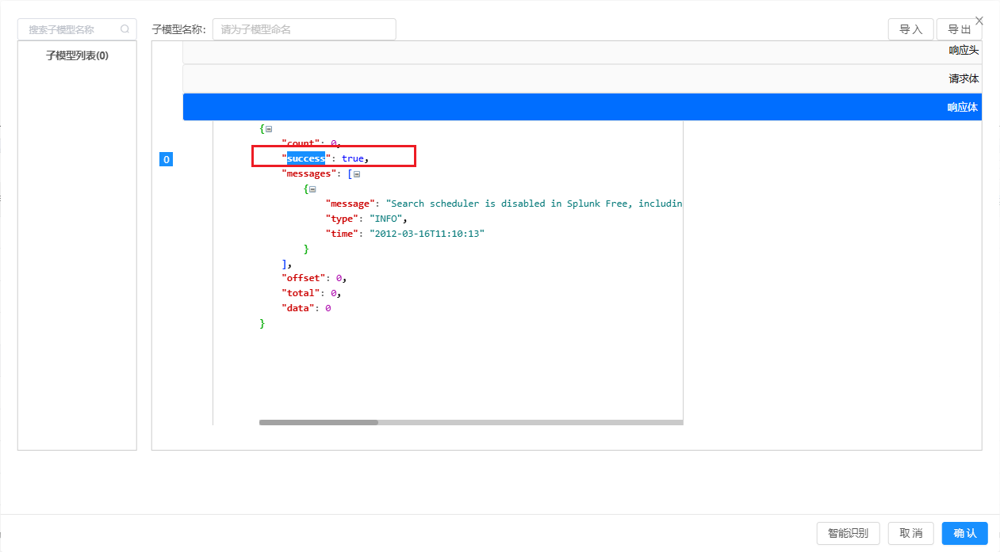 搜索子模型名称
子模型名称:
请为子模型命名
导入
导出
子模型列表(0)
响应头
请求体
响应体
0
{
"count": 0,
"success": true,
"messages": [
{
"message": "Search scheduler is disabled in Splunk Free, includin
"type": "INFO",
"time": "2012-03-16T11:10:13"
}
],
"offset": 0,
"total": 0,
"data": 0
}
智能识别
取消
确认